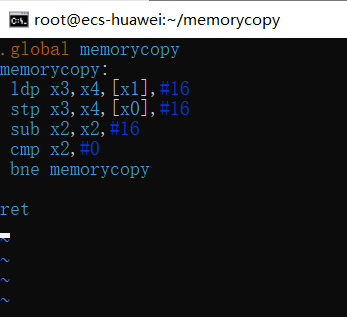 root@ecs-huawei:~/memorycopy
.global memorycopy
memorycopy:
ldp x3,x4,[x1],#16
stp x3,x4,[x0],#16
sub x2,x2,#16
cmp x2,#0
bne memorycopy
ret
~
~
~
~